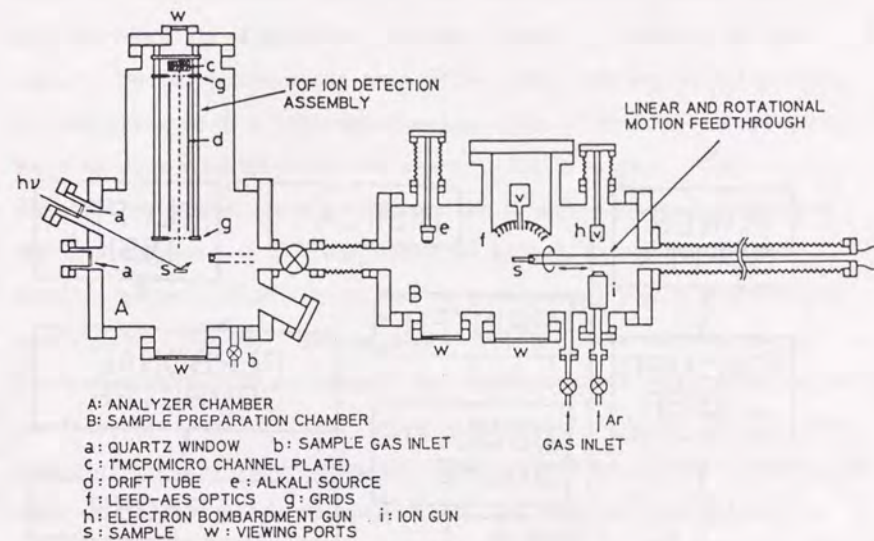 w
c
g
TOF ION DETECTION
ASSEMBLY
d
LINEAR AND ROTATIONAL
MOTION FEEDTHROUGH
hν
a
g
e
f
v
h
w
s
a
s
i
A
B
b
w
w
w
Ar
GAS INLET
A: ANALYZER CHAMBER
B: SAMPLE PREPARATION CHAMBER
a: QUARTZ WINDOW b: SAMPLE GAS INLET
c: 1"MCP(MICRO CHANNEL PLATE)
d: DRIFT TUBE e: ALKALI SOURCE
f: LEED-AES OPTICS g: GRIDS
h: ELECTRON BOMBARDMENT GUN i: ION GUN
S: SAMPLE W: VIEWING PORTS